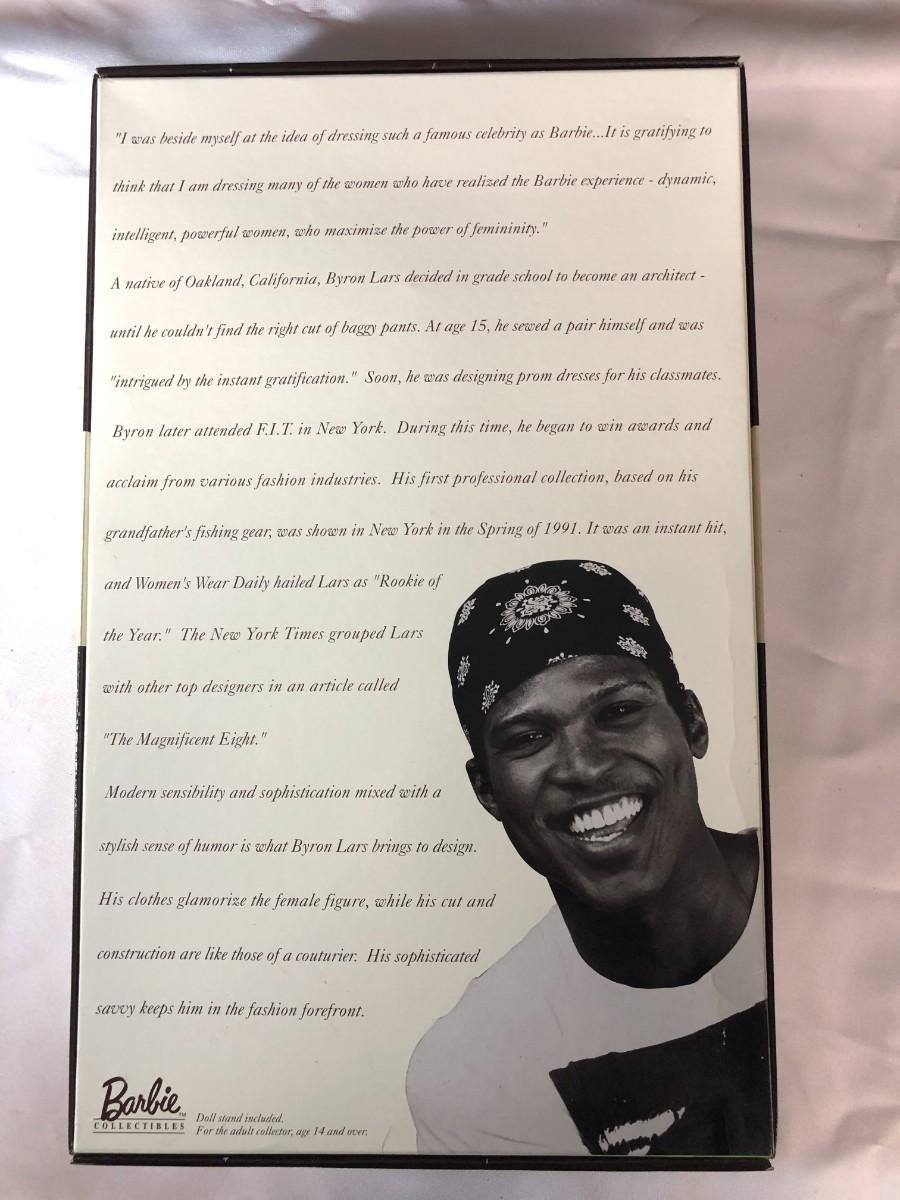 "I was beside myself at the idea of dressing such a famous celebrity as Barbie...It is gratifying to
think that I am dressing many of the women who have realized the Barbie experience - dynamic,
intelligent, powerful women, who maximize the power of femininity."
A native of Oakland, California, Byron Lars decided in grade school to become an architect -
until he couldn't find the right cut of baggy pants. At age 15, he sewed a pair himself and was
"intrigued by the instant gratification." Soon, he was designing prom dresses for his classmates.
Byron later attended F.I.T. in New York. During this time, he began to win awards and
acclaim from various fashion industries. His first professional collection, based on his
grandfather's fishing gear, was shown in New York in the Spring of 1991. It was an instant hit,
and Women's Wear Daily hailed Lars as "Rookie of
the Year." The New York Times grouped Lars
with other top designers in an article called
"The Magnificent Eight."
Modern sensibility and sophistication mixed with a
stylish sense of humor is what Byron Lars brings to design.
His clothes glamorize the female figure, while his cut and
construction are like those of a couturier. His sophisticated
savvy keeps him in the fashion forefront.
Barbie™
COLLECTIBLES
Doll stand included.
For the adult collector, age 14 and over.